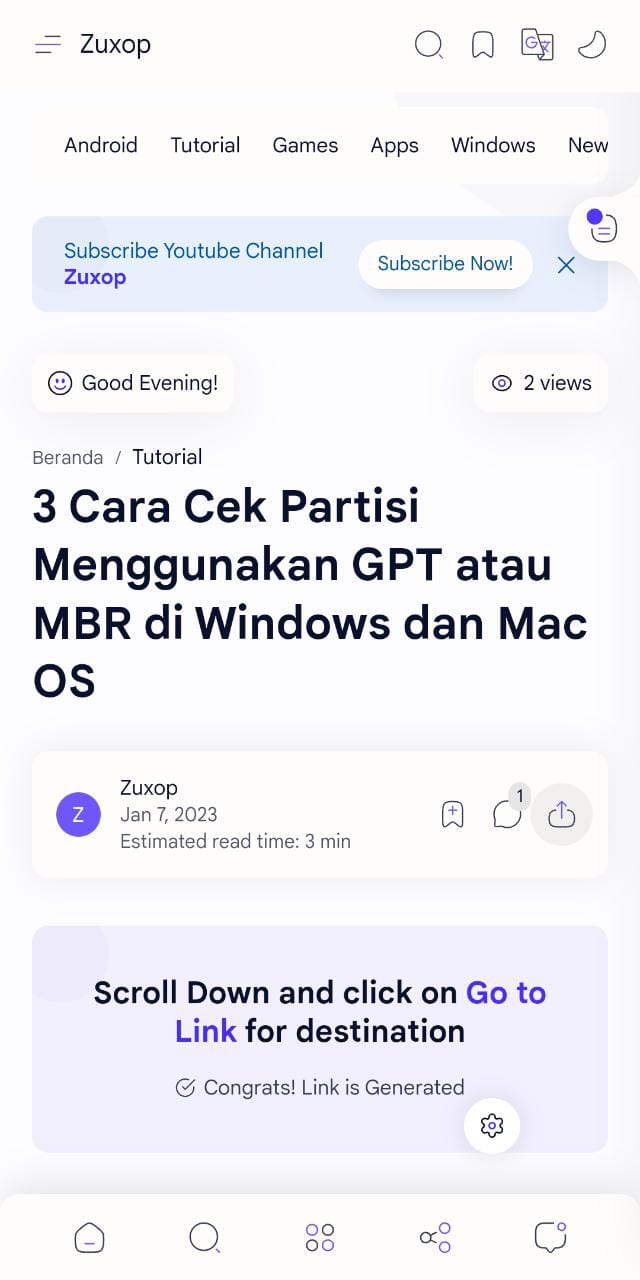 Zuxop
Android Tutorial Games Apps Windows New
Subscribe Youtube Channel
Zuxop
Subscribe Now!
Good Evening!
2 views
Beranda / Tutorial
3 Cara Cek Partisi
Menggunakan GPT atau
MBR di Windows dan Mac
OS
Z
Zuxop
Jan 7, 2023
Estimated read time: 3 min
1
Scroll Down and click on Go to
Link for destination
Congrats! Link is Generated